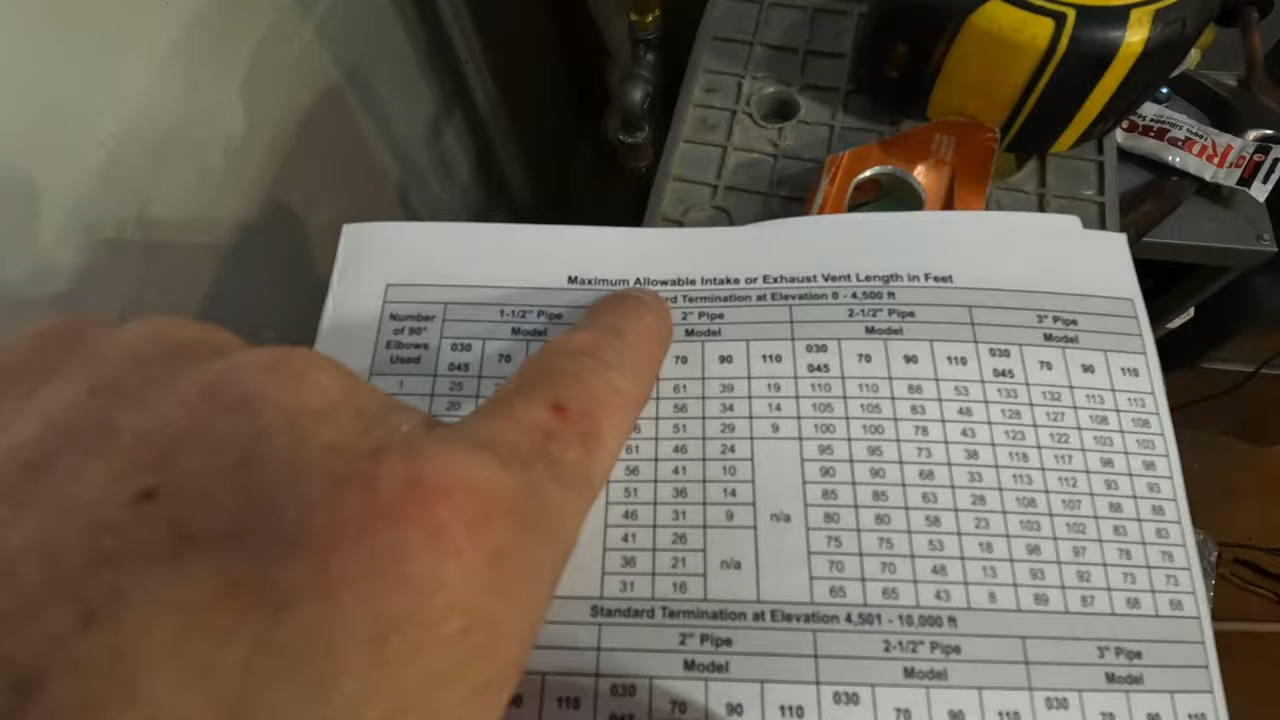 Maximum Allowable Intake or Exhaust Vent Length in Feet
Termination at Elevation 0 - 4,500 ft
Number of 90° Elbows Used
1-1/2" Pipe 2" Pipe 2-1/2" Pipe 3" Pipe
Model Model Model Model
030 045 70 70 90 110 030 045 70 90 110 030 045 70 90 110
1 25 61 39 19 110 110 88 53 133 132 113 113
20 56 34 14 105 105 83 48 128 127 108 108
51 29 9 100 100 78 43 123 122 103 103
61 46 24 95 95 73 38 118 117 98 98
56 41 10 90 90 68 33 113 112 93 93
51 36 14 85 85 63 28 108 107 88 88
46 31 9 n/a 80 80 58 23 103 102 83 83
41 26 75 75 53 18 98 97 78 78
36 21 n/a 70 70 48 13 93 92 73 73
31 16 65 65 43 8 89 87 68 68
Standard Termination at Elevation 4,501 - 10,000 ft
2" Pipe 2-1/2" Pipe 3" Pipe
Model Model Model
110 030 70 90 110 030 70 90 110 030 70 90 110
100% Silicone